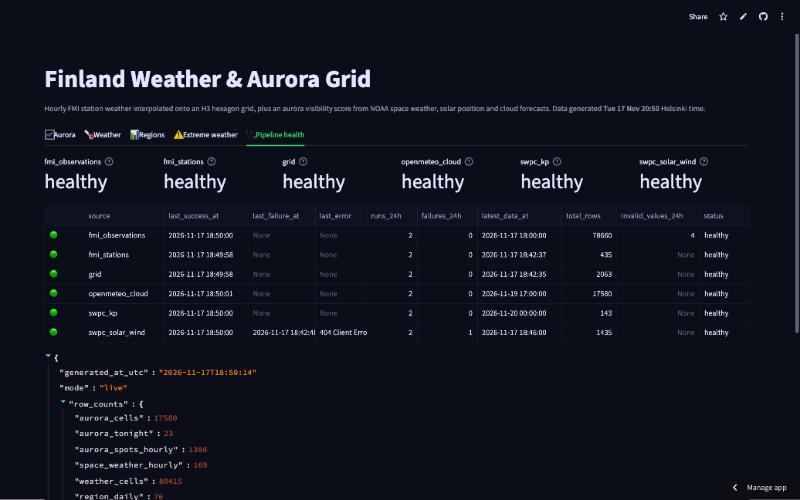 Share
Finland Weather & Aurora Grid
Hourly FMI station weather interpolated onto an H3 hexagon grid, plus an aurora visibility score from NOAA space weather, solar position and cloud forecasts. Data generated Tue 17 Nov 20:50 Helsinki time.
Aurora Weather Regions Extreme weather Pipeline health
fmi_observations fmi_stations grid openmeteo_cloud swpc_kp swpc_solar_wind
healthy healthy healthy healthy healthy healthy
source last_success_at last_failure_at last_error runs_24h failures_24h latest_data_at total_rows invalid_values_24h status
fmi_observations 2026-11-17 18:50:00 None None 2 0 2026-11-17 18:00:00 78660 4 healthy
fmi_stations 2026-11-17 18:49:58 None None 2 0 2026-11-17 18:42:37 435 None healthy
grid 2026-11-17 18:49:58 None None 2 0 2026-11-17 18:42:35 2063 None healthy
openmeteo_cloud 2026-11-17 18:50:01 None None 2 0 2026-11-19 17:00:00 17580 None healthy
swpc_kp 2026-11-17 18:50:00 None None 2 0 2026-11-20 00:00:00 143 None healthy
swpc_solar_wind 2026-11-17 18:50:00 2026-11-17 18:42:4 404 Client Erro 2 1 2026-11-17 18:46:00 1435 None healthy
{
"generated_at_utc" : "2026-11-17T18:50:14"
"mode" : "live"
"row_counts" : {
"aurora_cells" : 17580
"aurora_tonight" : 23
"aurora_spots_hourly" : 1380
"space_weather_hourly" : 169
"weather_cells" : 80415
"region_daily" : 76
Manage app